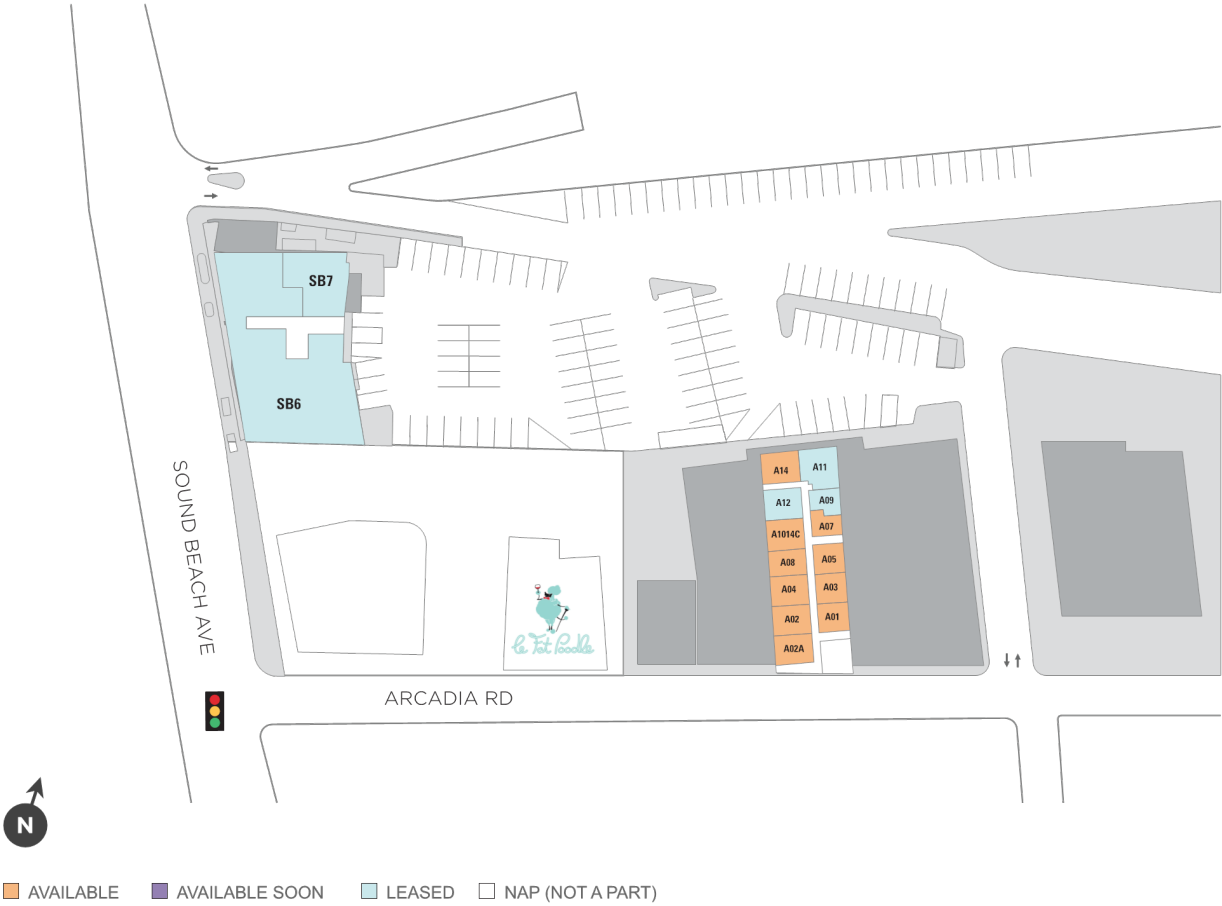 SB7
SB6
SOUND BEACH AVE
A14
A11
A12
A09
A1014C
A07
A08
A05
A04
A03
A02
A01
A02A
le Fat Poodle
ARCADIA RD
N
AVAILABLE
AVAILABLE SOON
LEASED
NAP (NOT A PART)